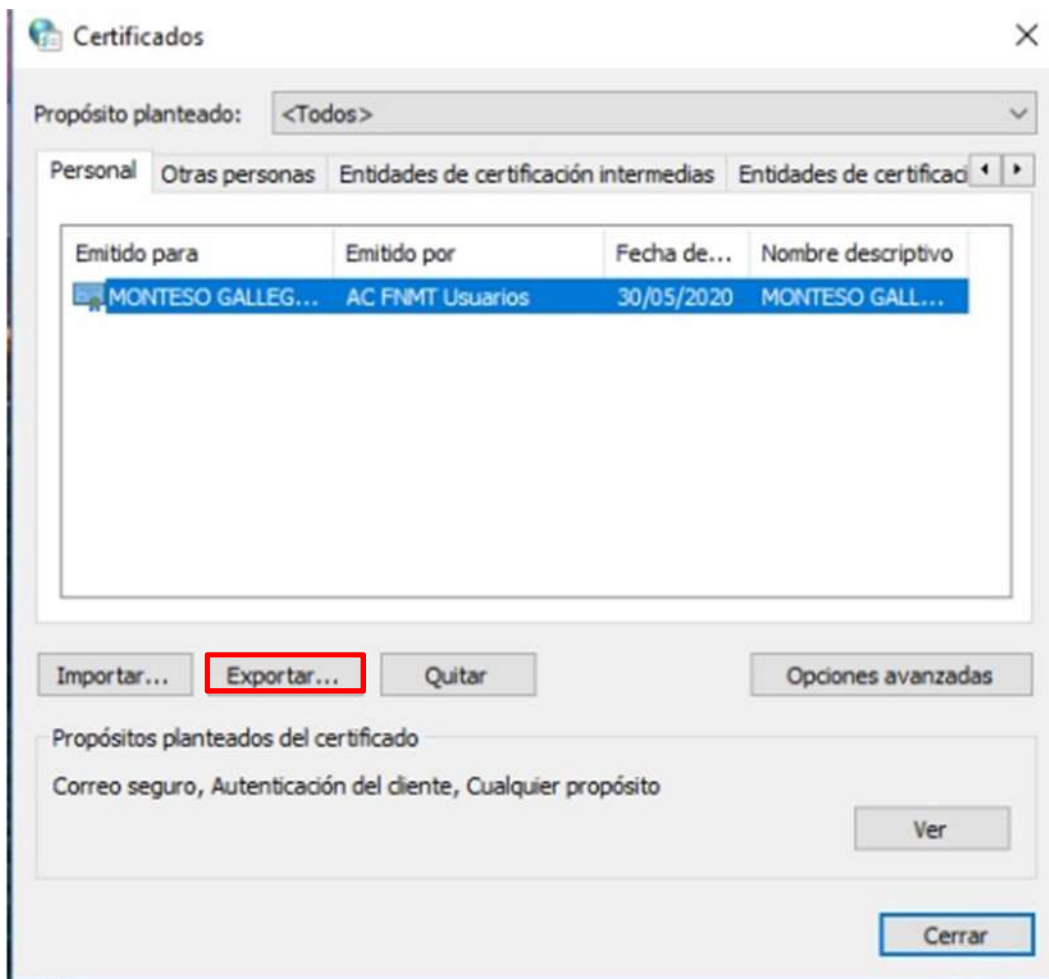 Certificados
Propósito planteado: <Todos>
Personal Otras personas Entidades de certificación intermedias Entidades de certificaci
Emitido para Emitido por Fecha de... Nombre descriptivo
MONTESO GALLEG... AC FNMT Usuarios 30/05/2020 MONTESO GALL...
Importar... Exportar... Quitar Opciones avanzadas
Propósitos planteados del certificado
Correo seguro, Autenticación del cliente, Cualquier propósito
Ver
Cerrar